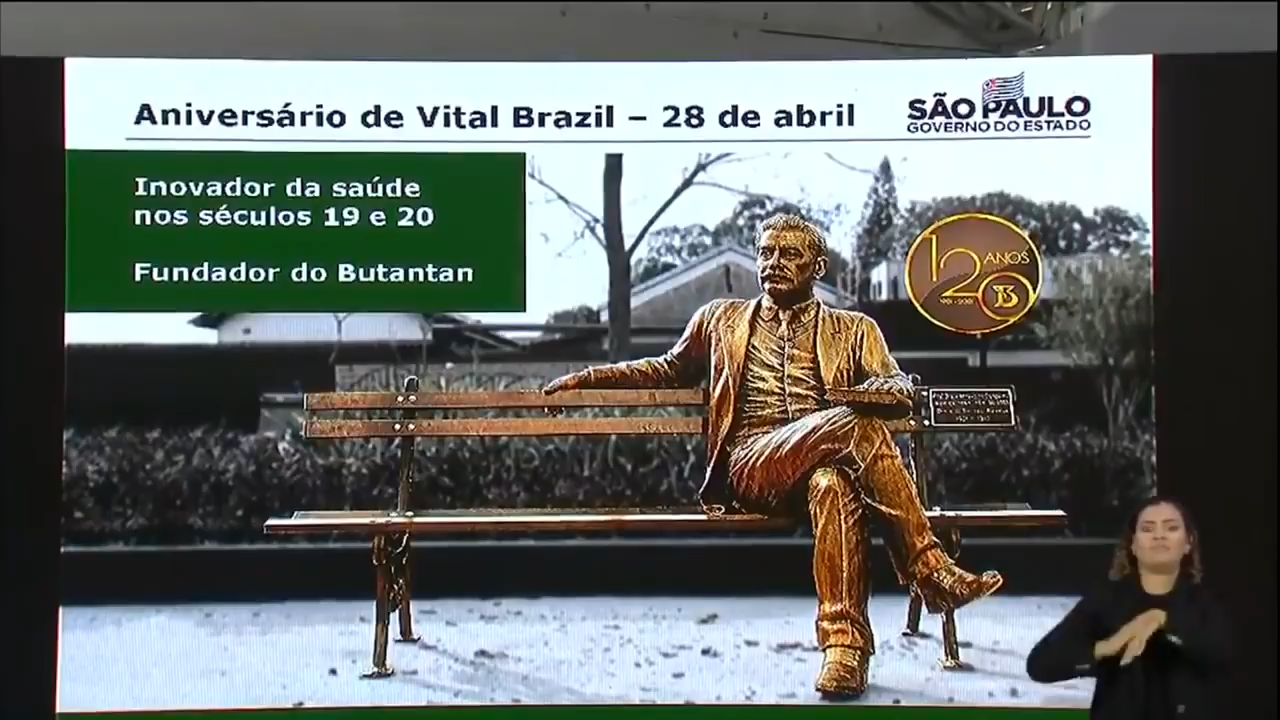 Aniversário de Vital Brazil – 28 de abril
SÃO PAULO
GOVERNO DO ESTADO
Inovador da saúde
nos séculos 19 e 20
Fundador do Butantan
120
ANOS